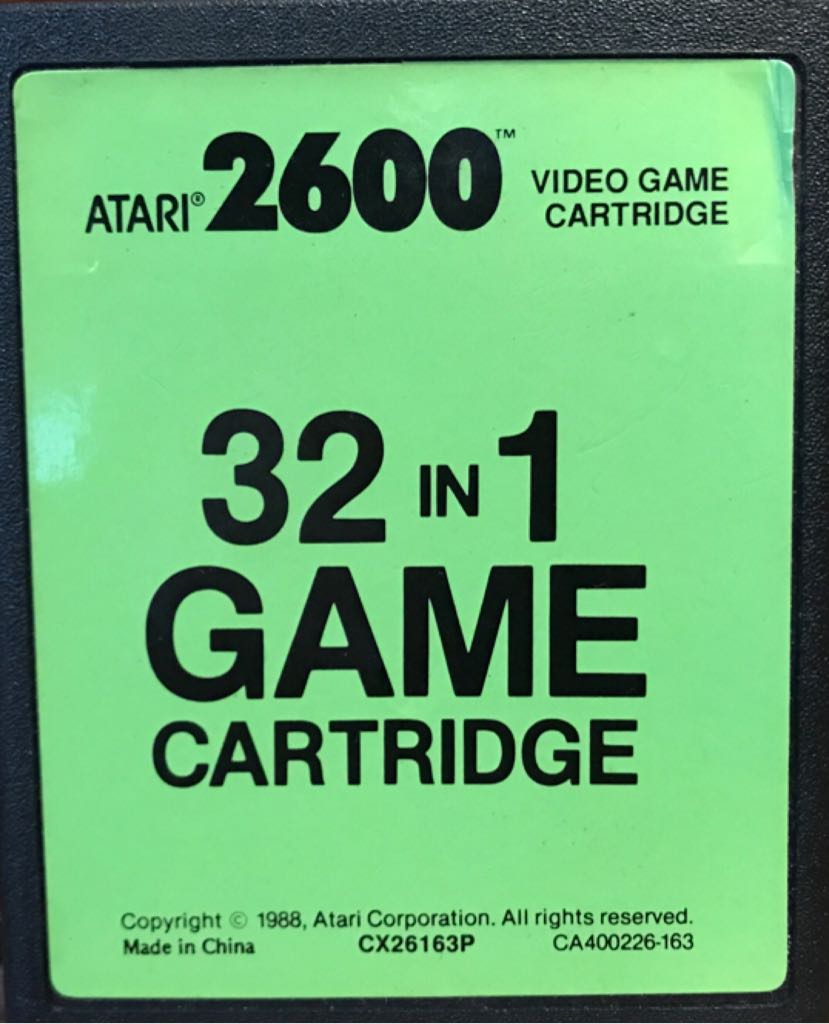 ATARI® 2600™ VIDEO GAME
CARTRIDGE
32 IN 1
GAME
CARTRIDGE
Copyright © 1988, Atari Corporation. All rights reserved.
Made in China CX26163P CA400226-163